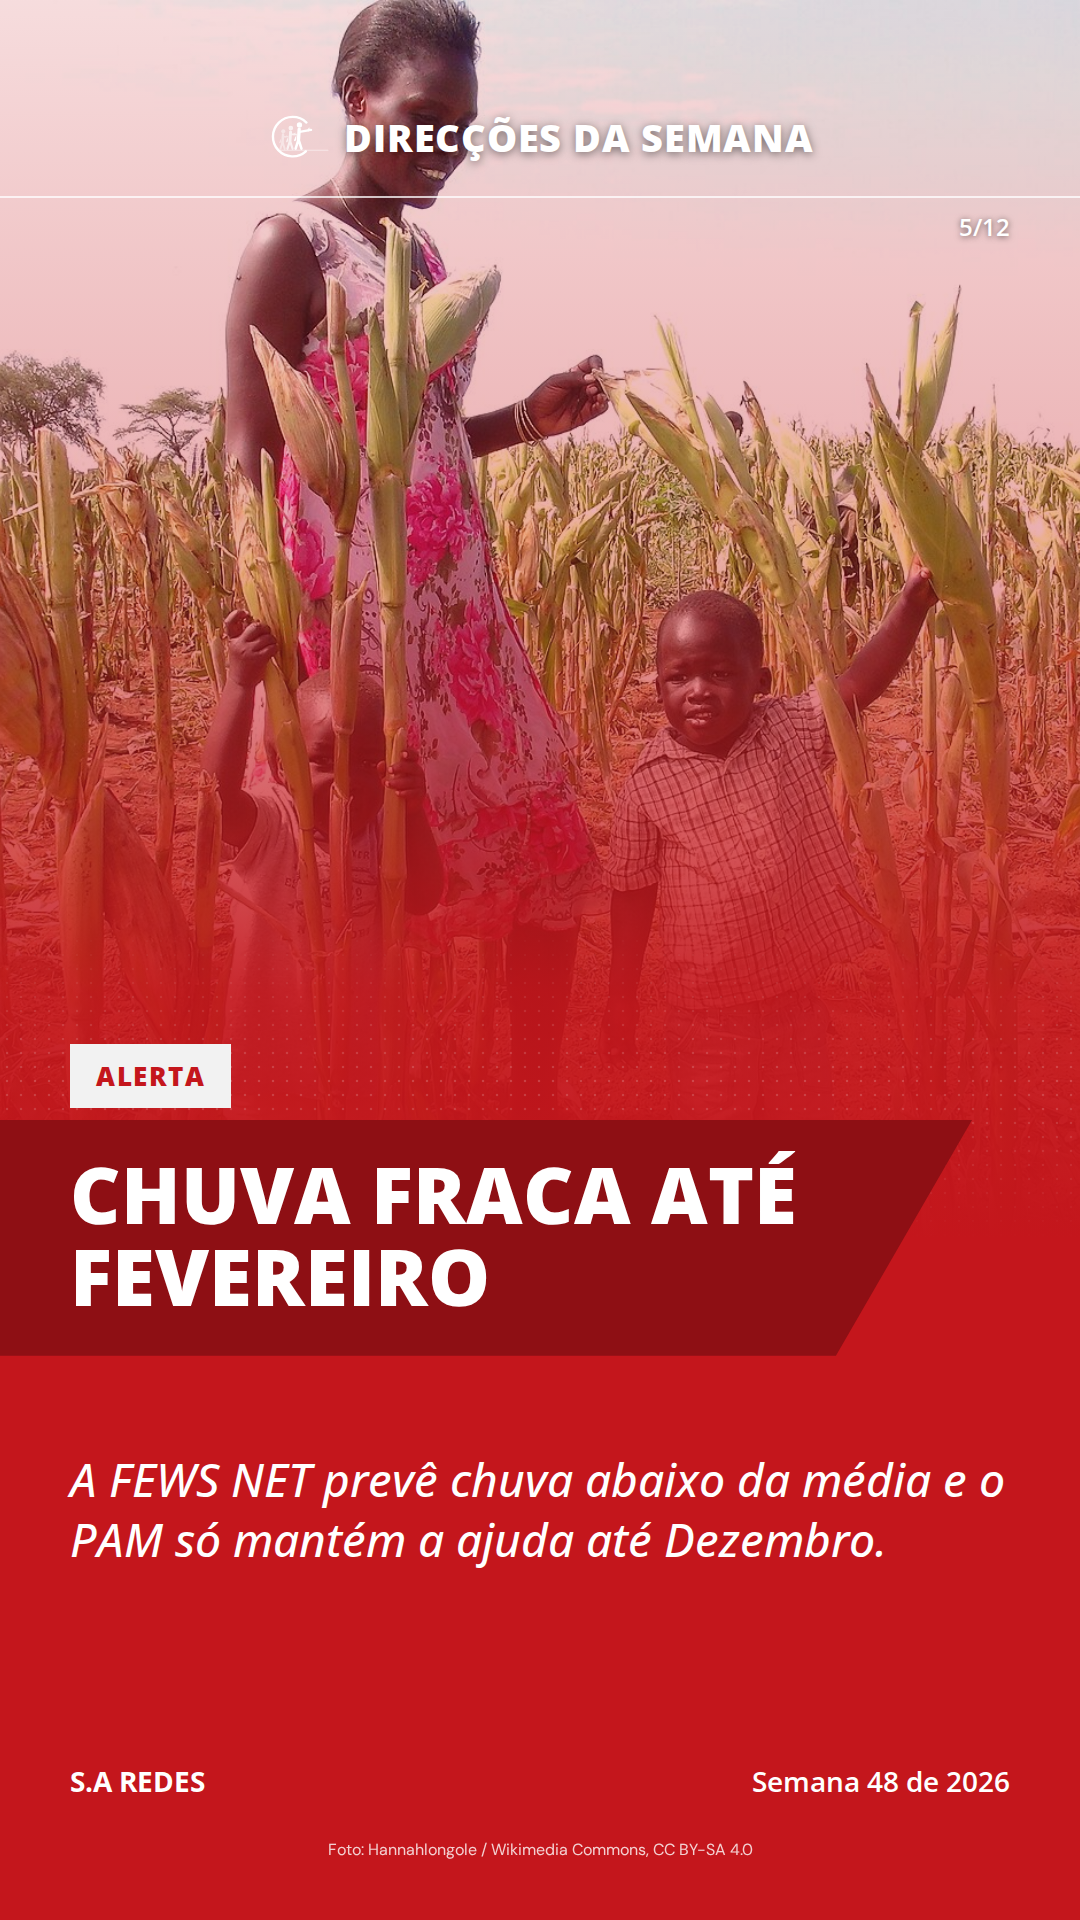 DIRECÇÕES DA SEMANA
5/12
ALERTA
CHUVA FRACA ATÉ
FEVEREIRO
A FEWS NET prevê chuva abaixo da média e o
PAM só mantém a ajuda até Dezembro.
S.A REDES
Semana 48 de 2026
Foto: Hannahlongole / Wikimedia Commons, CC BY-SA 4.0